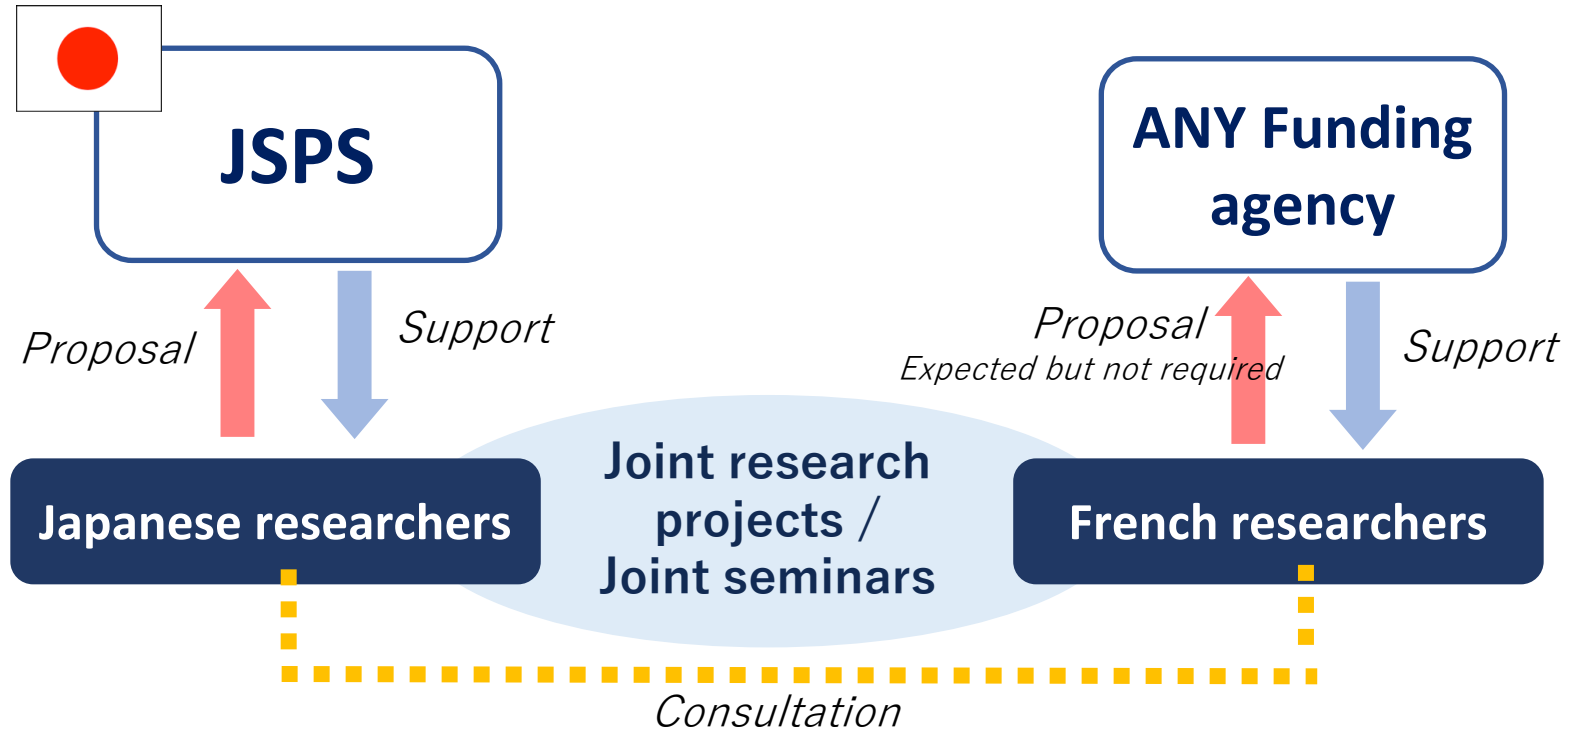 JSPS
ANY Funding
agency
Proposal
Support
Proposal
Expected but not required
Support
Japanese researchers
Joint research
projects /
Joint seminars
French researchers
Consultation